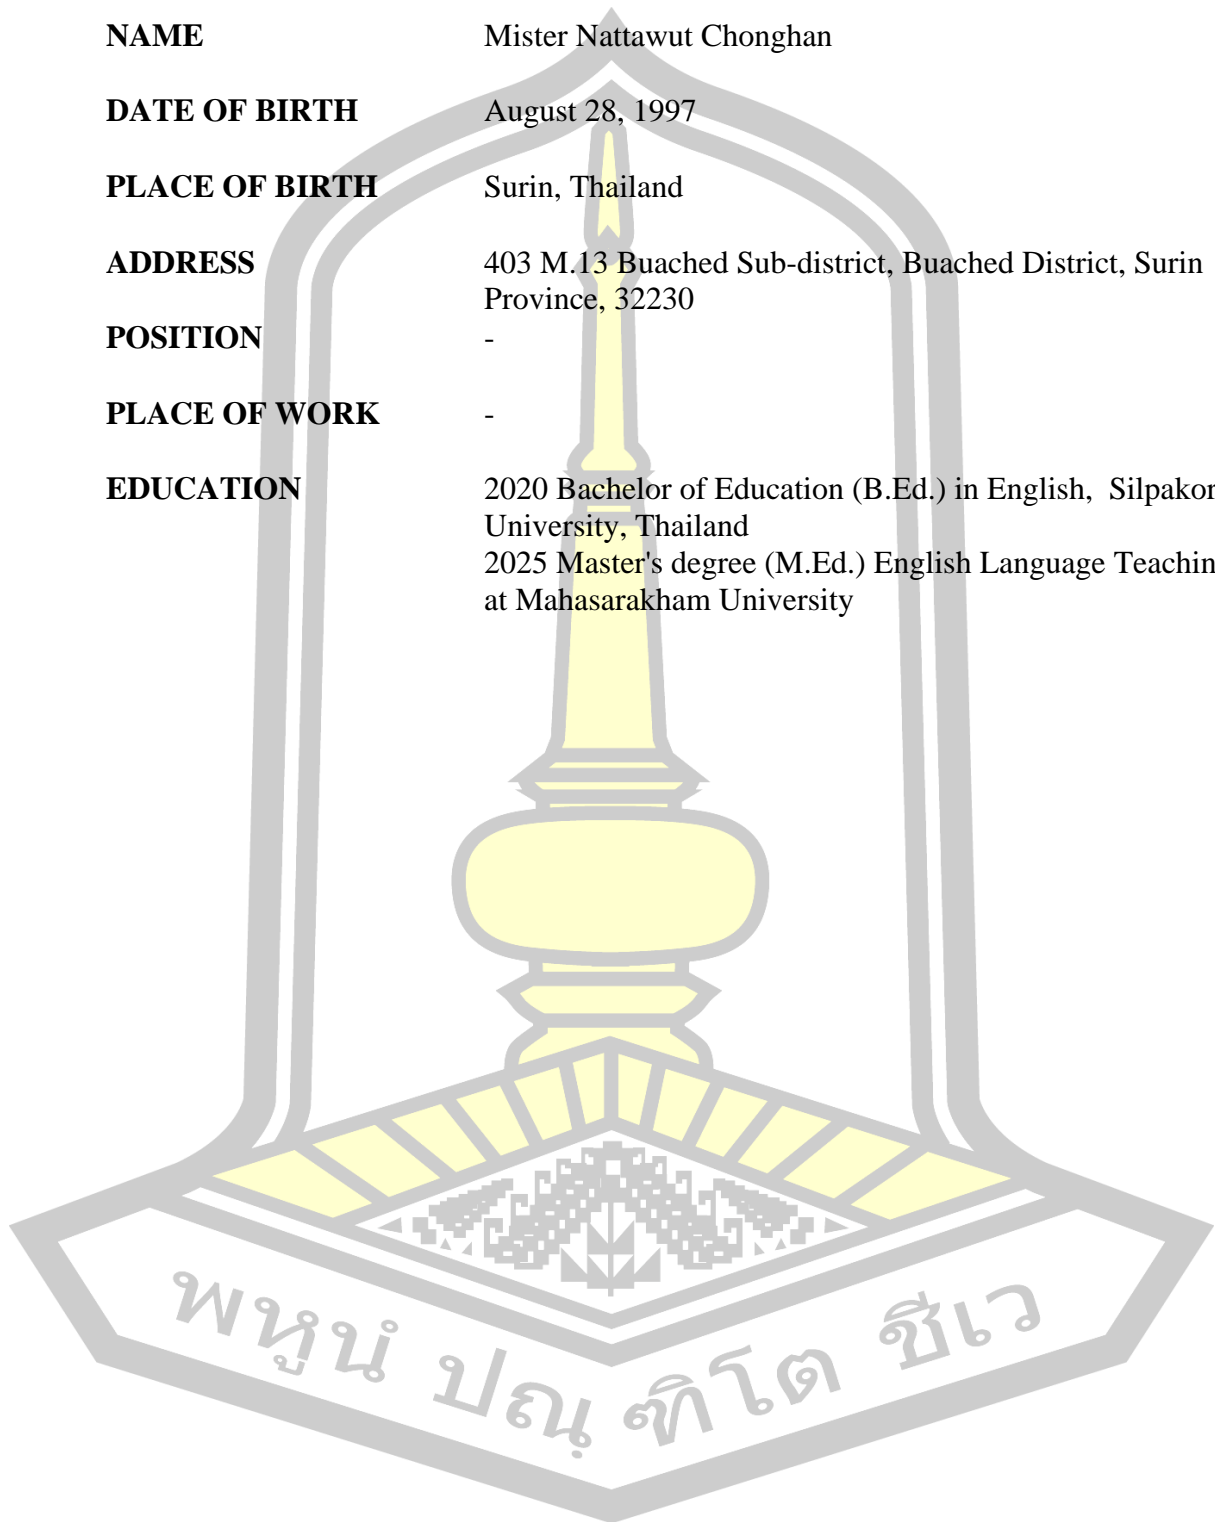 NAME Mister Nattawut Chonghan
DATE OF BIRTH August 28, 1997
PLACE OF BIRTH Surin, Thailand
ADDRESS 403 M.13 Buached Sub-district, Buached District, Surin
Province, 32230
POSITION -
PLACE OF WORK -
EDUCATION 2020 Bachelor of Education (B.Ed.) in English, Silpakor
University, Thailand
2025 Master's degree (M.Ed.) English Language Teachin
at Mahasarakham University
พหูนํ ปณฺ ฑิโต ชีเว